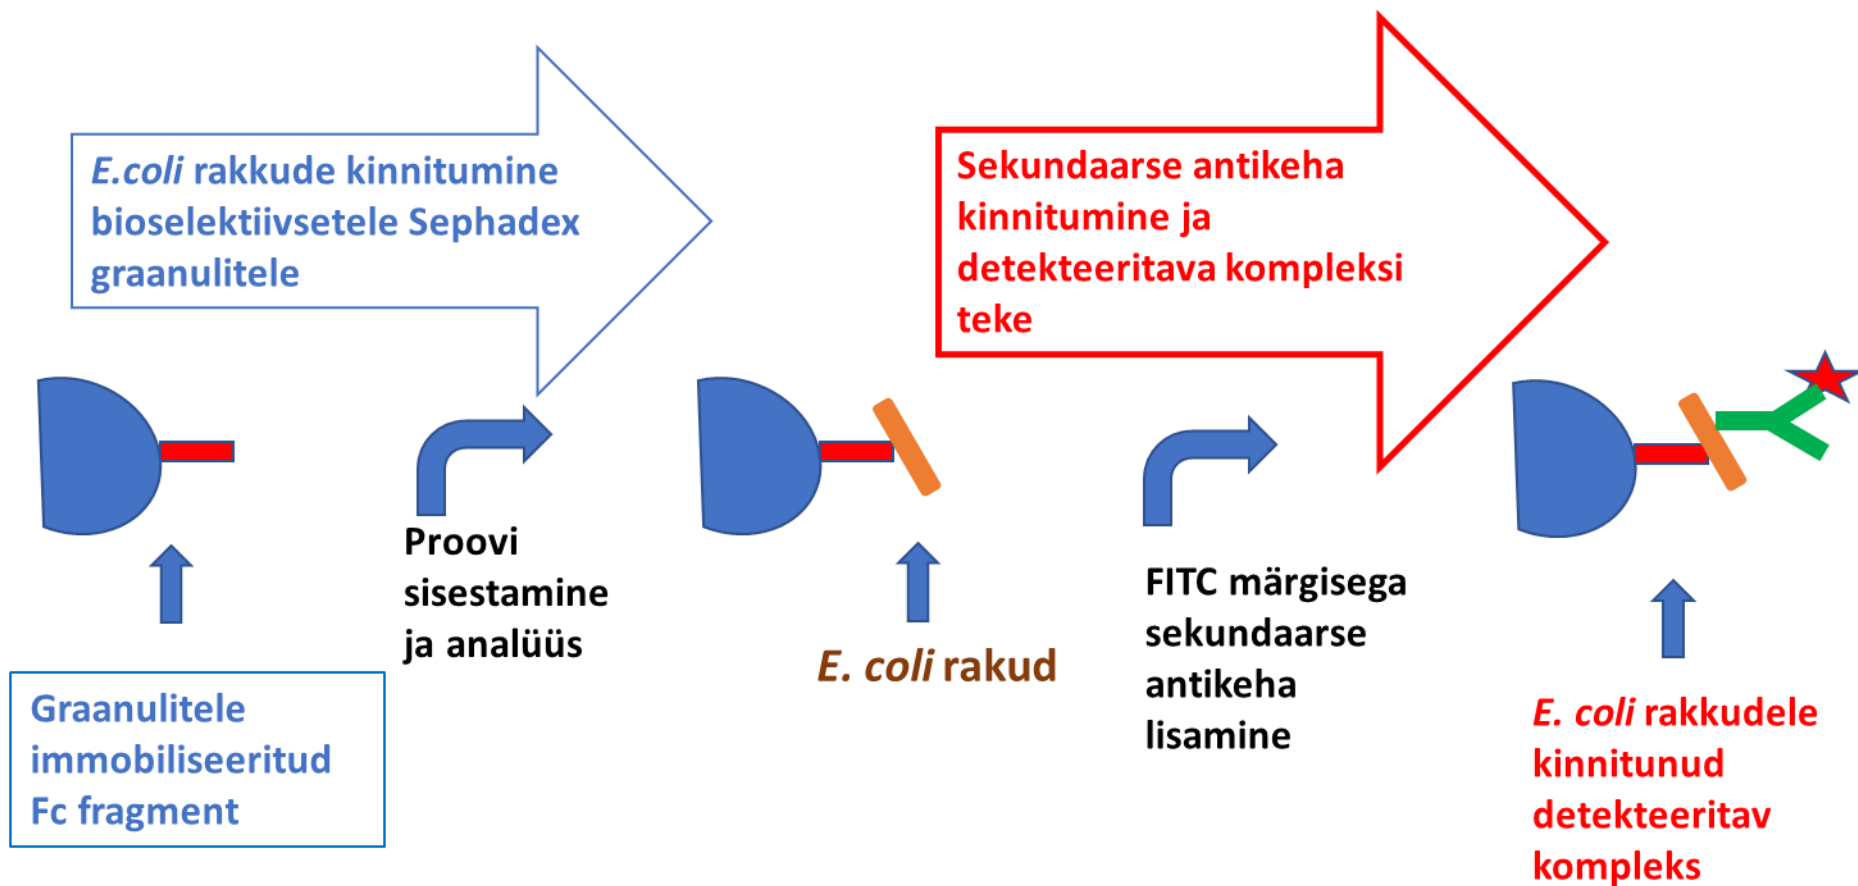 E.coli rakkude kinnitumine
bioselektiivsetele Sephadex
graanulitele
Sekundaarse antikeha
kinnitumine ja
detekteeritava kompleksi
teke
Graanulitele
immobiliseeritud
Fc fragment
Proovi
sisestamine
ja analüüs
E. coli rakud
FITC märgisega
sekundaarse
antikeha
lisamine
E. coli rakkudele
kinnitunud
detekteeritav
kompleks